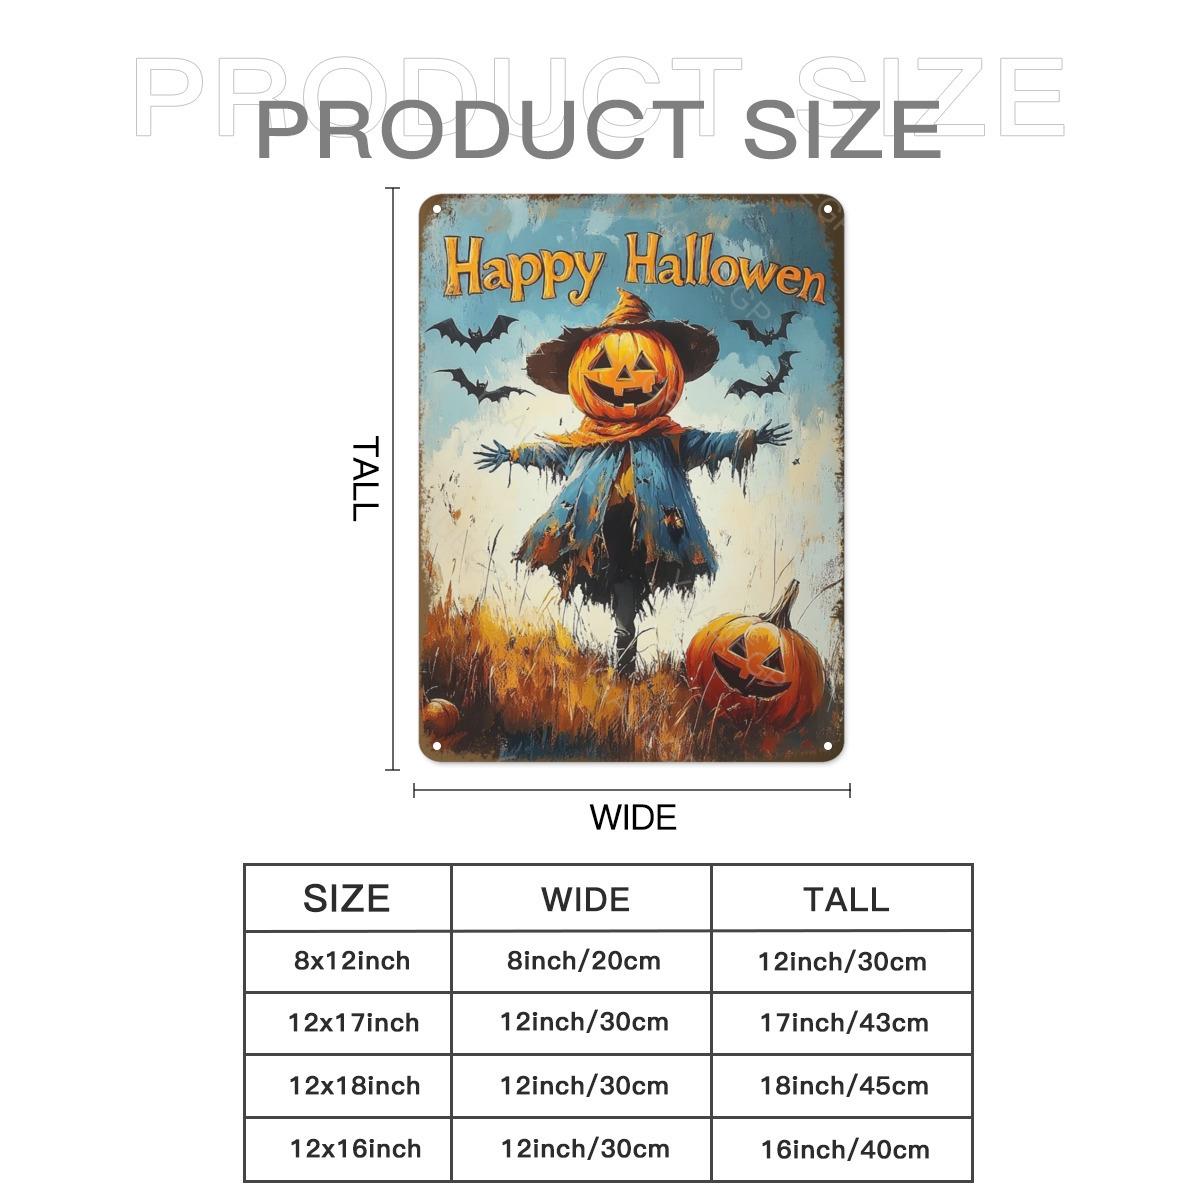 PRODUCT SIZE
PRODUCT SIZE
Happy Hallowen
TALL
WIDE
SIZE WIDE TALL
8x12inch 8inch/20cm 12inch/30cm
12x17inch 12inch/30cm 17inch/43cm
12x18inch 12inch/30cm 18inch/45cm
12x16inch 12inch/30cm 16inch/40cm